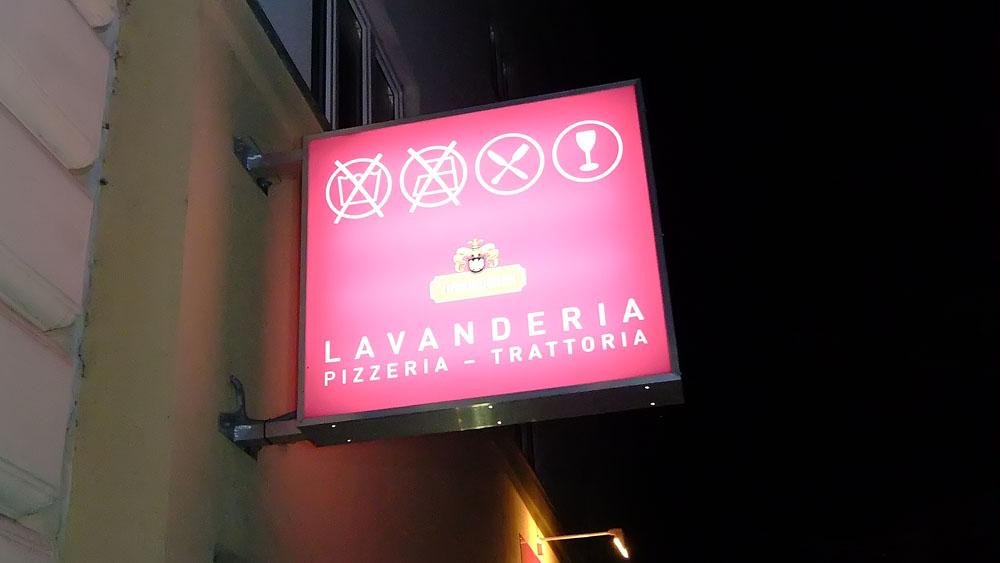 LAVANDERIA
PIZZERIA – TRATTORIA